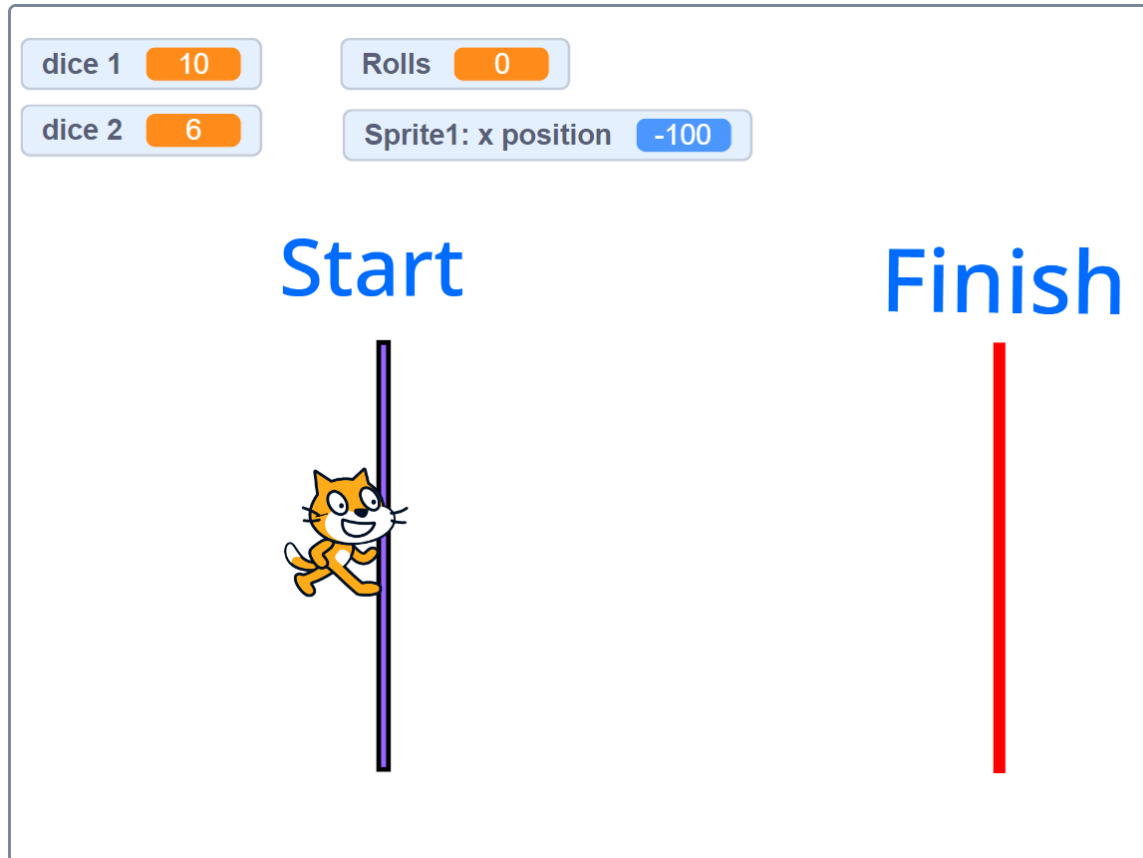 dice 1 10
Rolls 0
dice 2 6
Sprite1: x position -100
Start
Finish